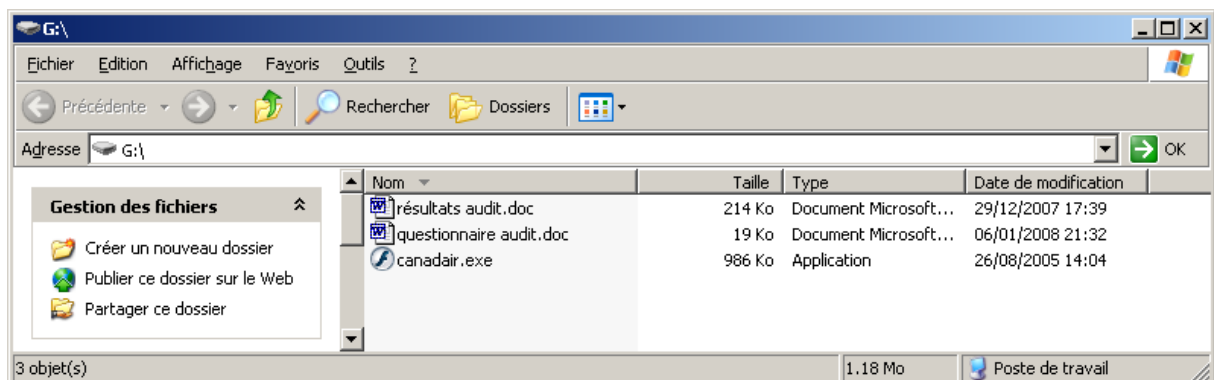 G:\
Fichier Edition Affichage Favoris Outils ?
Précédente Rechercher Dossiers
Adresse G:\ OK
Nom Taille Type Date de modification
Gestion des fichiers
Créer un nouveau dossier
Publier ce dossier sur le Web
Partager ce dossier
résultats audit.doc 214 Ko Document Microsoft... 29/12/2007 17:39
questionnaire audit.doc 19 Ko Document Microsoft... 06/01/2008 21:32
canadair.exe 986 Ko Application 26/08/2005 14:04
3 objet(s) 1.18 Mo Poste de travail